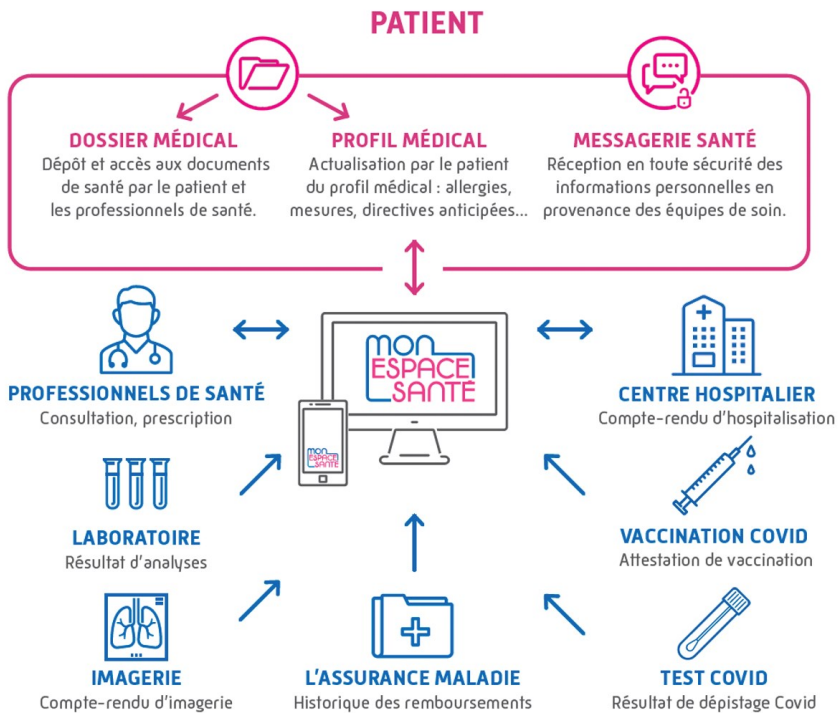 PATIENT
DOSSIER MÉDICAL
Dépôt et accès aux documents
de santé par le patient et
les professionnels de santé.
PROFIL MÉDICAL
Actualisation par le patient
du profil médical : allergies,
mesures, directives anticipées...
MESSAGERIE SANTÉ
Réception en toute sécurité des
informations personnelles en
provenance des équipes de soin.
mon
ESPACE
SANTÉ
mon
ESPACE
SANTÉ
PROFESSIONNELS DE SANTÉ
Consultation, prescription
CENTRE HOSPITALIER
Compte-rendu d'hospitalisation
LABORATOIRE
Résultat d'analyses
VACCINATION COVID
Attestation de vaccination
IMAGERIE
Compte-rendu d'imagerie
L'ASSURANCE MALADIE
Historique des remboursements
TEST COVID
Résultat de dépistage Covid